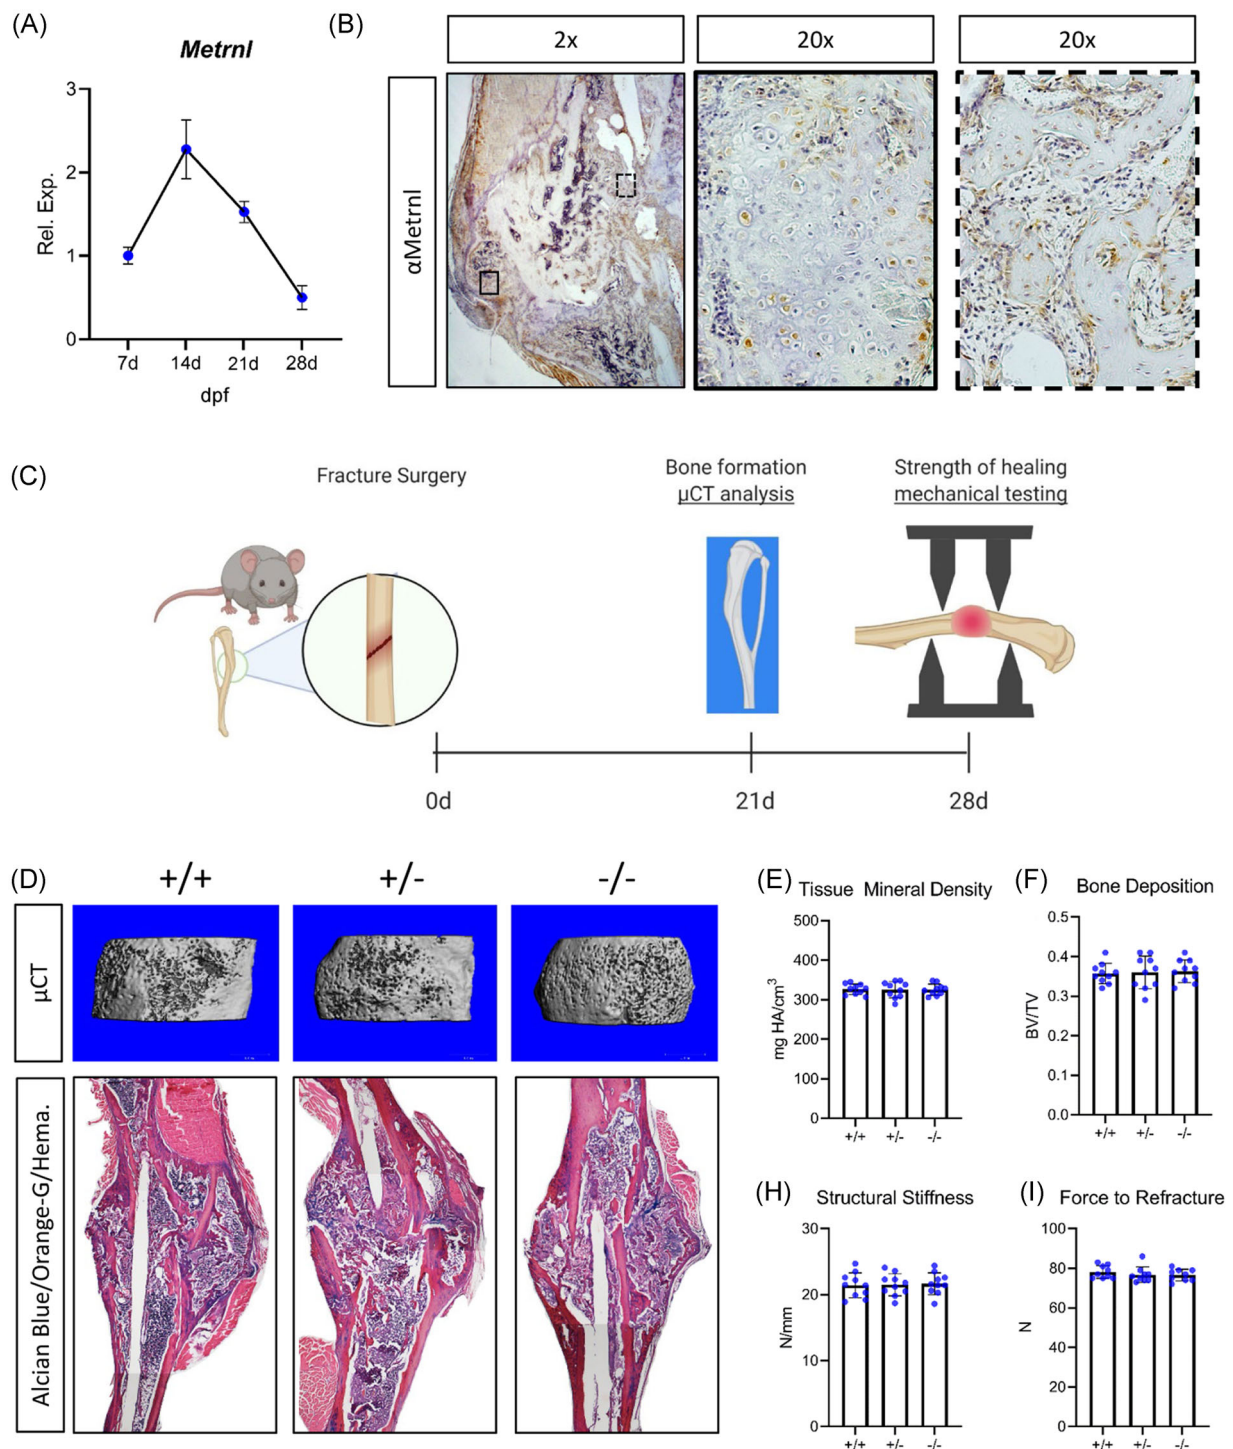 (A)
Metrnl
Rel. Exp.
3
2
1
0
7d 14d 21d 28d
dpf
(B)
2x 20x 20x
αMetrnl
(C)
Fracture Surgery
Bone formation
µCT analysis
Strength of healing
mechanical testing
0d 21d 28d
(D)
+/+ +/- -/-
µCT
Alcian Blue/Orange-G/Hema.
(E) Tissue Mineral Density
mg HA/cm³
500
400
300
200
100
0
+/+ +/- -/-
(F) Bone Deposition
BV/TV
0.5
0.4
0.3
0.2
0.1
0.0
+/+ +/- -/-
(H) Structural Stiffness
N/mm
30
20
10
0
+/+ +/- -/-
(I) Force to Refracture
N
100
80
60
40
20
0
+/+ +/- -/-